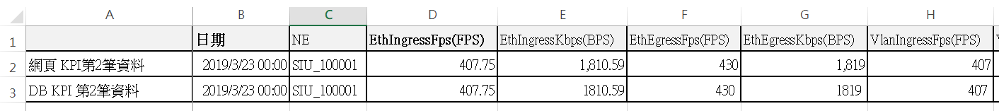 A B C D E F G H
1 日期 NE EthIngressFps(FPS) EthIngressKbps(BPS) EthEgressFps(FPS) EthEgressKbps(BPS) VlanIngressFps(FPS)
2 網頁 KPI第2筆資料 2019/3/23 00:00 SIU_100001 407.75 1,810.59 430 1,819 407
3 DB KPI 第2筆資料 2019/3/23 00:00 SIU_100001 407.75 1810.59 430 1819 407